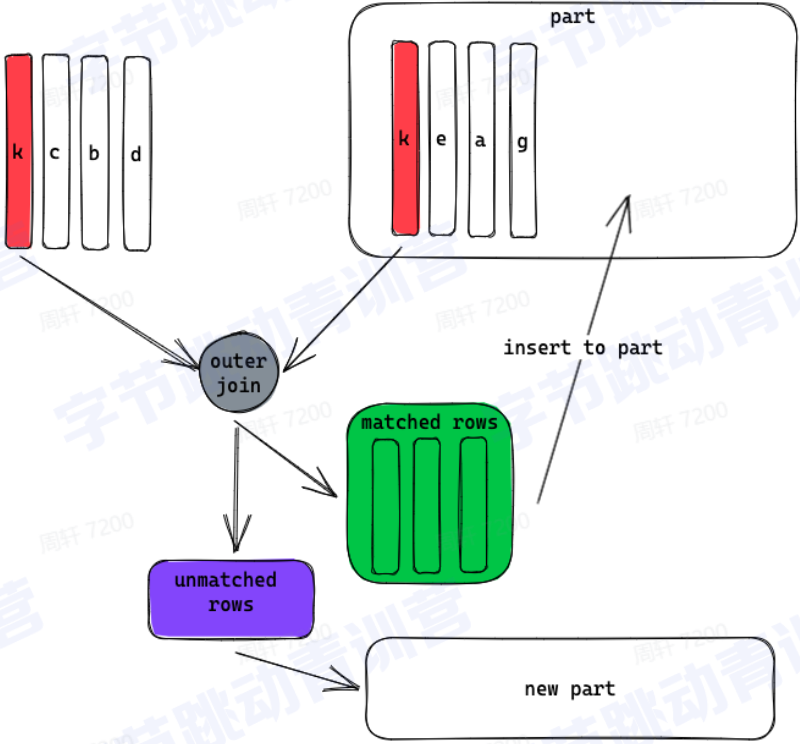 part
k c b d
k e a g
insert to part
outer
join
matched rows
unmatched
rows
new part
字节跳动青训营
周轩 7200